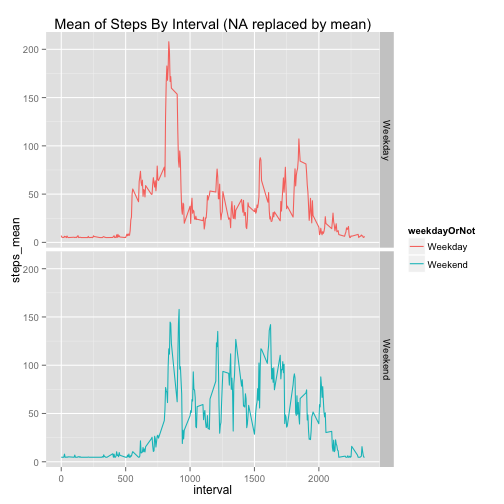 Mean of Steps By Interval (NA replaced by mean)
200
150
100
50
0
Weekday
200
150
100
50
0
Weekend
steps_mean
0
500
1000
1500
2000
interval
weekdayOrNot
Weekday
Weekend